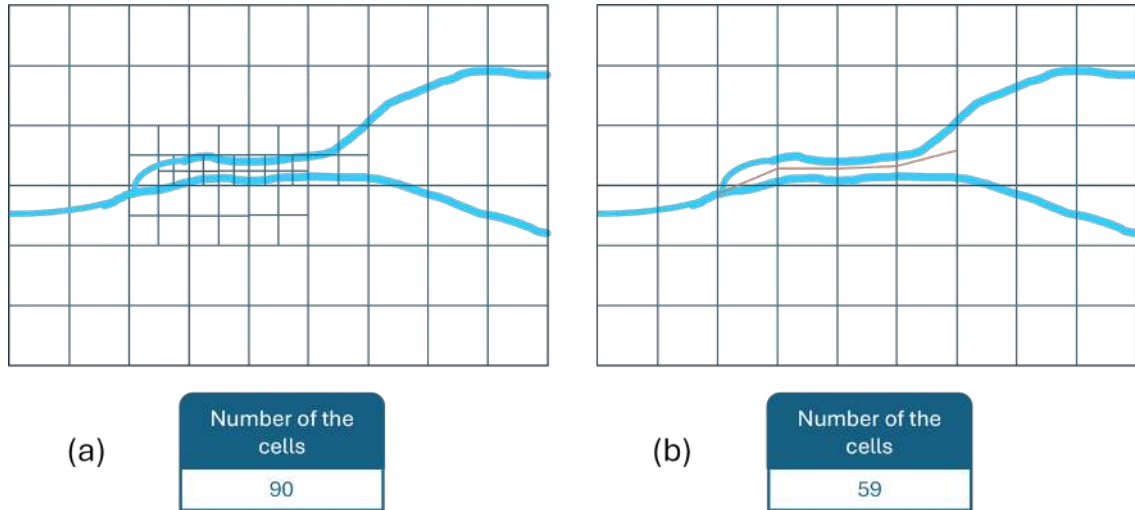 (a)
Number of the
cells
90
(b)
Number of the
cells
59